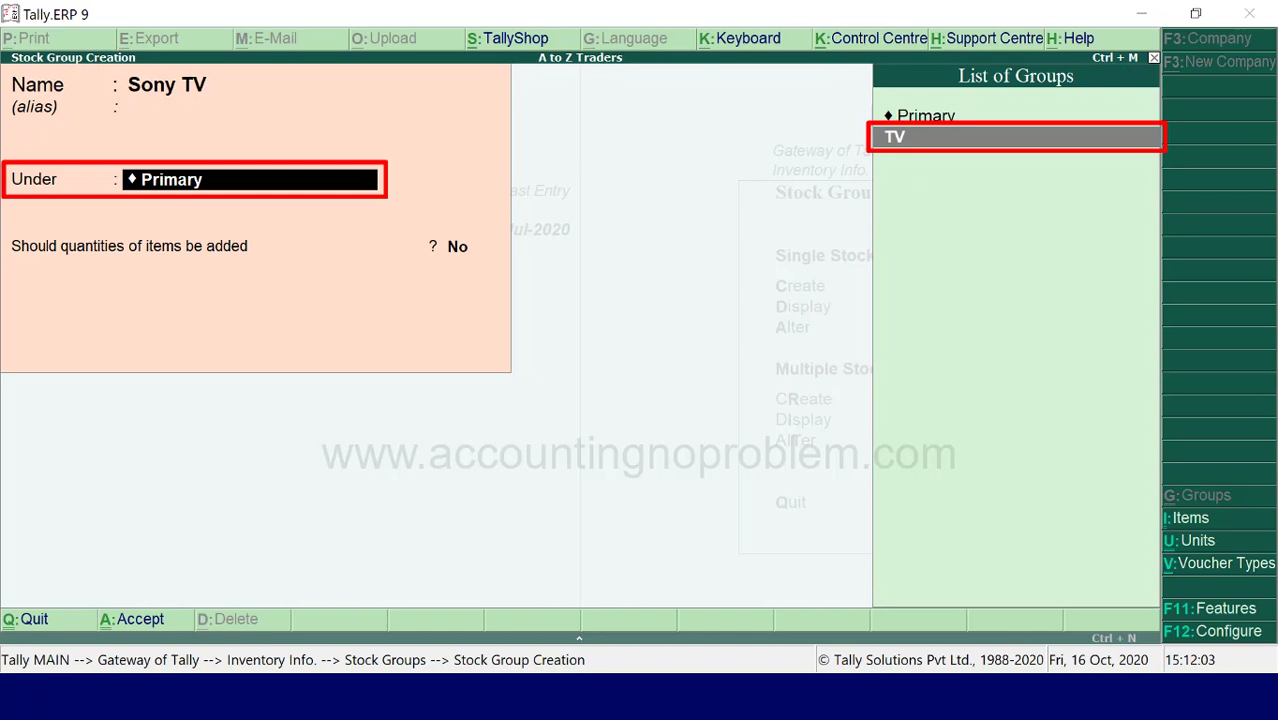 Tally.ERP 9
P: Print E: Export M: E-Mail O: Upload S: TallyShop G: Language K: Keyboard K: Control Centre H: Support Centre H: Help F3: Company
Stock Group Creation A to Z Traders Ctrl + M
F3: New Company
Name : Sony TV
(alias) :
Under : ♦ Primary
Should quantities of items be added ? No
List of Groups
♦ Primary
TV
Gateway of
Inventory Info.
Stock Grou
Entry
-2020
Single Stock
Create
Display
Alter
Multiple Sto
CReate
DIsplay
AlTer
Quit
www.accountingnoproblem.com
G: Groups
I: Items
U: Units
V: Voucher Types
F11: Features
F12: Configure
Q: Quit A: Accept D: Delete
Ctrl + N
Tally MAIN --> Gateway of Tally --> Inventory Info. --> Stock Groups --> Stock Group Creation © Tally Solutions Pvt Ltd., 1988-2020 Fri, 16 Oct, 2020 15:12:03